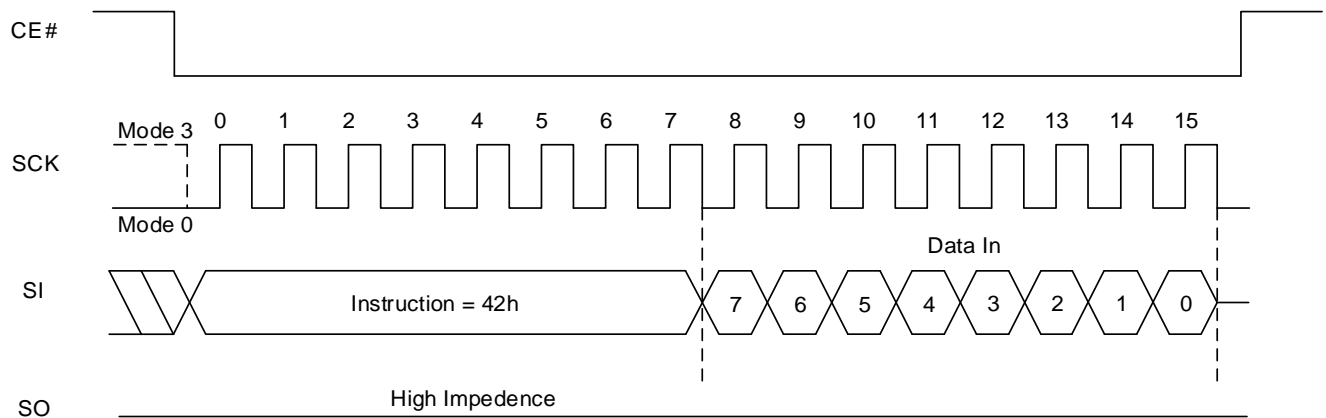 CE#
Mode 3 0 1 2 3 4 5 6 7 8 9 10 11 12 13 14 15
SCK
Mode 0
Data In
SI Instruction = 42h 7 6 5 4 3 2 1 0
High Impedence
SO